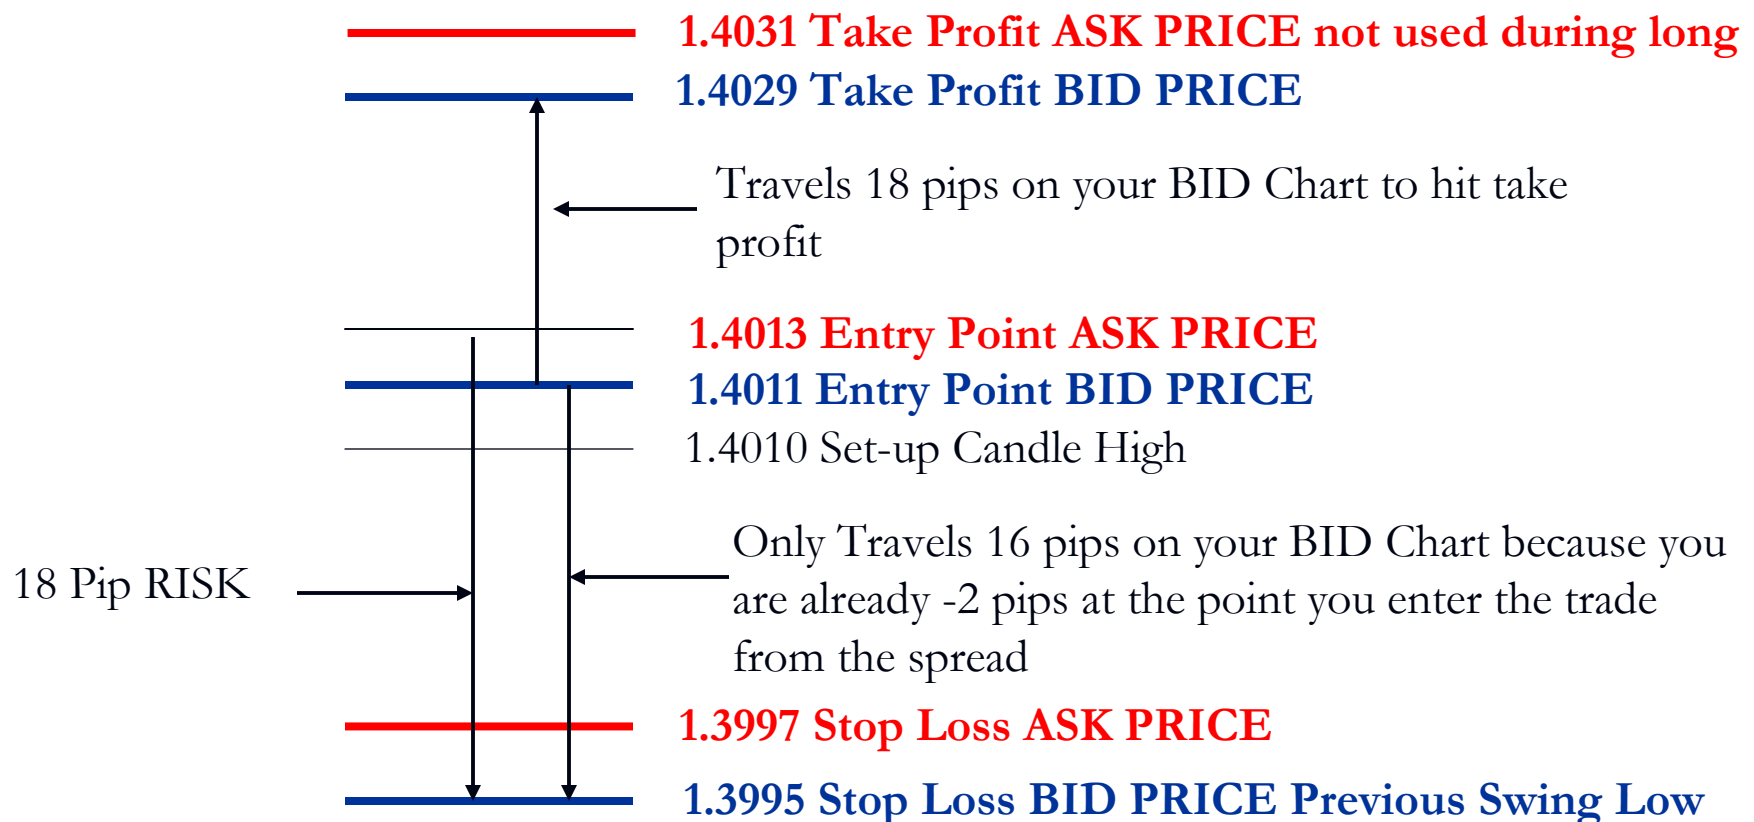 1.4031 Take Profit ASK PRICE not used during long
1.4029 Take Profit BID PRICE
Travels 18 pips on your BID Chart to hit take
profit
1.4013 Entry Point ASK PRICE
1.4011 Entry Point BID PRICE
1.4010 Set-up Candle High
Only Travels 16 pips on your BID Chart because you
are already -2 pips at the point you enter the trade
from the spread
18 Pip RISK
1.3997 Stop Loss ASK PRICE
1.3995 Stop Loss BID PRICE Previous Swing Low